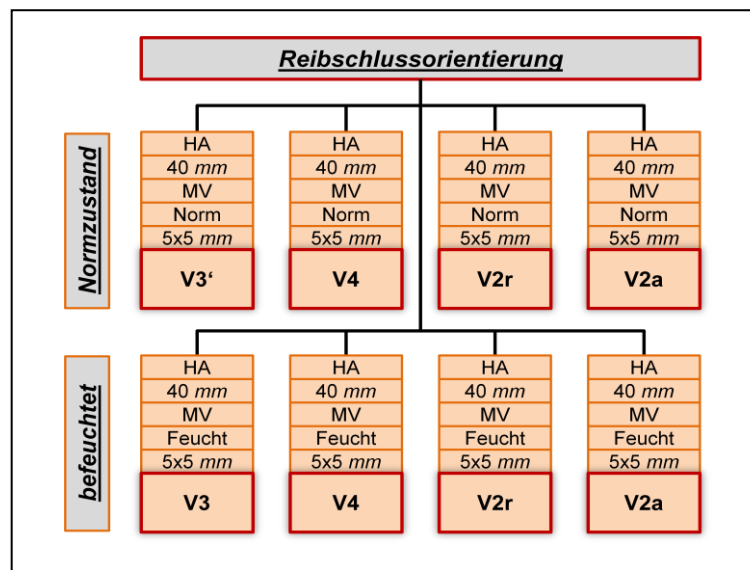 Reibschlussorientierung
Normzustand
HA HA HA HA
40 mm 40 mm 40 mm 40 mm
MV MV MV MV
Norm Norm Norm Norm
5x5 mm 5x5 mm 5x5 mm 5x5 mm
V3‘ V4 V2r V2a
befeuchtet
HA HA HA HA
40 mm 40 mm 40 mm 40 mm
MV MV MV MV
Feucht Feucht Feucht Feucht
5x5 mm 5x5 mm 5x5 mm 5x5 mm
V3 V4 V2r V2a